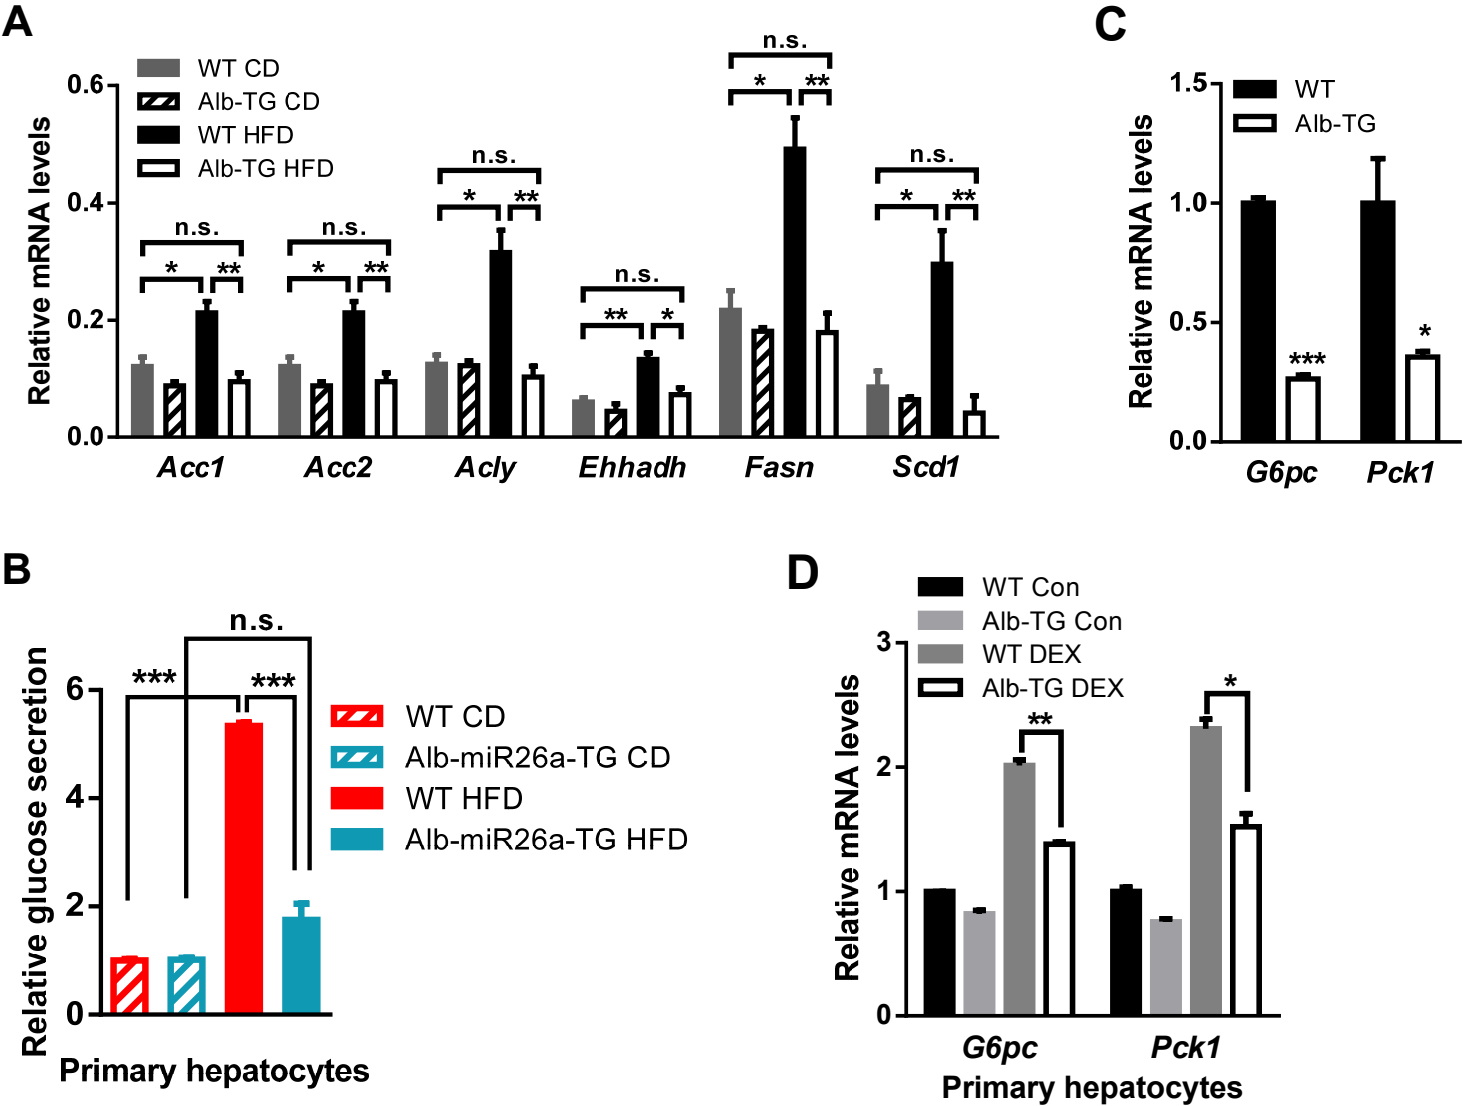 A
WT CD
Alb-TG CD
WT HFD
Alb-TG HFD
Relative mRNA levels
0.6
0.4
0.2
0.0
n.s.
* **
n.s.
* **
n.s.
* **
n.s.
** *
n.s.
* **
n.s.
* **
Acc1 Acc2 Acly Ehhadh Fasn Scd1
C
WT
Alb-TG
Relative mRNA levels
1.5
1.0
0.5
0.0
***
*
G6pc Pck1
B
n.s.
*** ***
Relative glucose secretion
6
4
2
0
WT CD
Alb-miR26a-TG CD
WT HFD
Alb-miR26a-TG HFD
Primary hepatocytes
D
WT Con
Alb-TG Con
WT DEX
Alb-TG DEX
Relative mRNA levels
3
2
1
0
**
*
G6pc Pck1
Primary hepatocytes